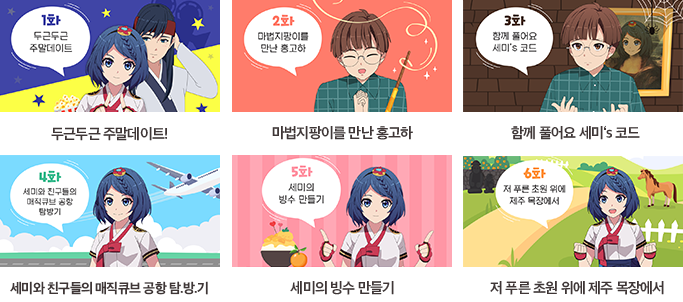 1화
두근두근
주말데이트
2화
마법지팡이를
만난 홍고하
3화
함께 풀어요
세미's 코드
두근두근 주말데이트!
마법지팡이를 만난 홍고하
함께 풀어요 세미's 코드
4화
세미와 친구들의
매직큐브 공항
탐방기
5화
세미의
빙수 만들기
6화
저 푸른 초원 위에
제주 목장에서
세미와 친구들의 매직큐브 공항 탐.방.기
세미의 빙수 만들기
저 푸른 초원 위에 제주 목장에서